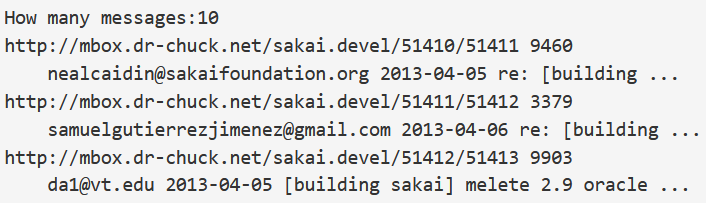 How many messages:10
http://mbox.dr-chuck.net/sakai.devel/51410/51411 9460
nealcaidin@sakaifoundation.org 2013-04-05 re: [building ...
http://mbox.dr-chuck.net/sakai.devel/51411/51412 3379
samuelgutierrezjimenez@gmail.com 2013-04-06 re: [building ...
http://mbox.dr-chuck.net/sakai.devel/51412/51413 9903
da1@vt.edu 2013-04-05 [building sakai] melete 2.9 oracle ...